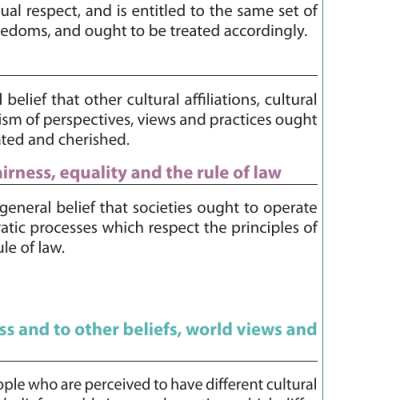 ual respect, and is entitled to the same set of
edoms, and ought to be treated accordingly.
belief that other cultural affiliations, cultural
ism of perspectives, views and practices ought
ted and cherished.
airness, equality and the rule of law
general belief that societies ought to operate
atic processes which respect the principles of
ule of law.
ss and to other beliefs, world views and
ople who are perceived to have different cultural